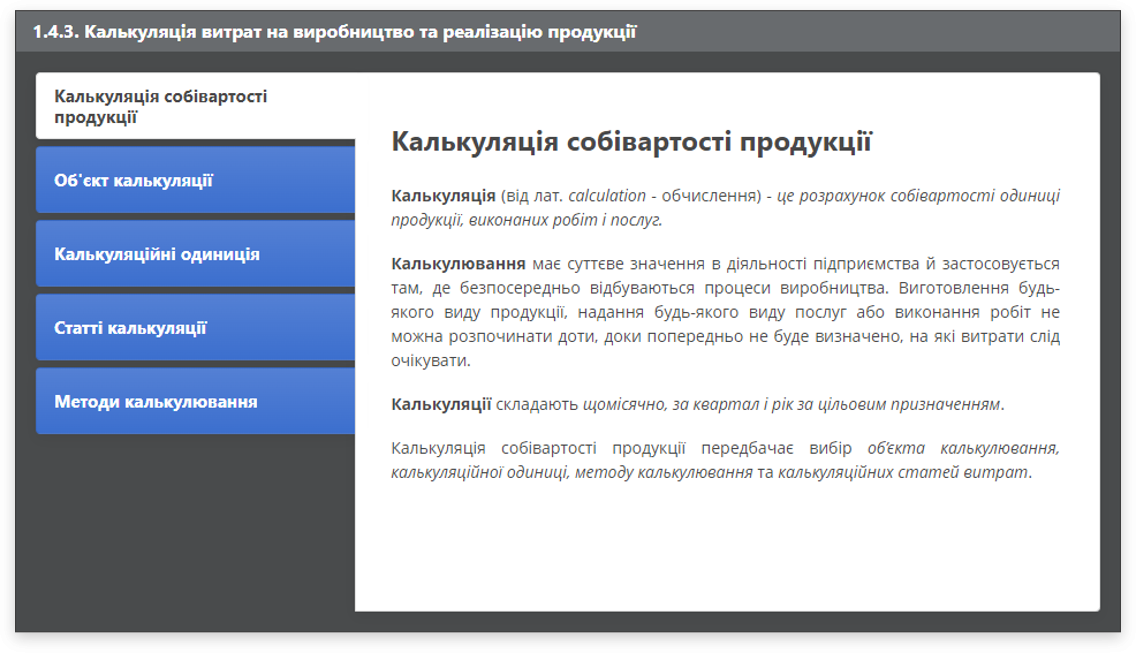 1.4.3. Калькуляція витрат на виробництво та реалізацію продукції
Калькуляція собівартості
продукції
Об'єкт калькуляції
Калькуляційні одиниція
Статті калькуляції
Методи калькулювання
Калькуляція собівартості продукції
Калькуляція (від лат. calculation - обчислення) - це розрахунок собівартості одиниці
продукції, виконаних робіт і послуг.
Калькулювання має суттєве значення в діяльності підприємства й застосовується
там, де безпосередньо відбуваються процеси виробництва. Виготовлення будь-
якого виду продукції, надання будь-якого виду послуг або виконання робіт не
можна розпочинати доти, доки попередньо не буде визначено, на які витрати слід
очікувати.
Калькуляції складають щомісячно, за квартал і рік за цільовим призначенням.
Калькуляція собівартості продукції передбачає вибір об’єкта калькулювання,
калькуляційної одиниці, методу калькулювання та калькуляційних статей витрат.